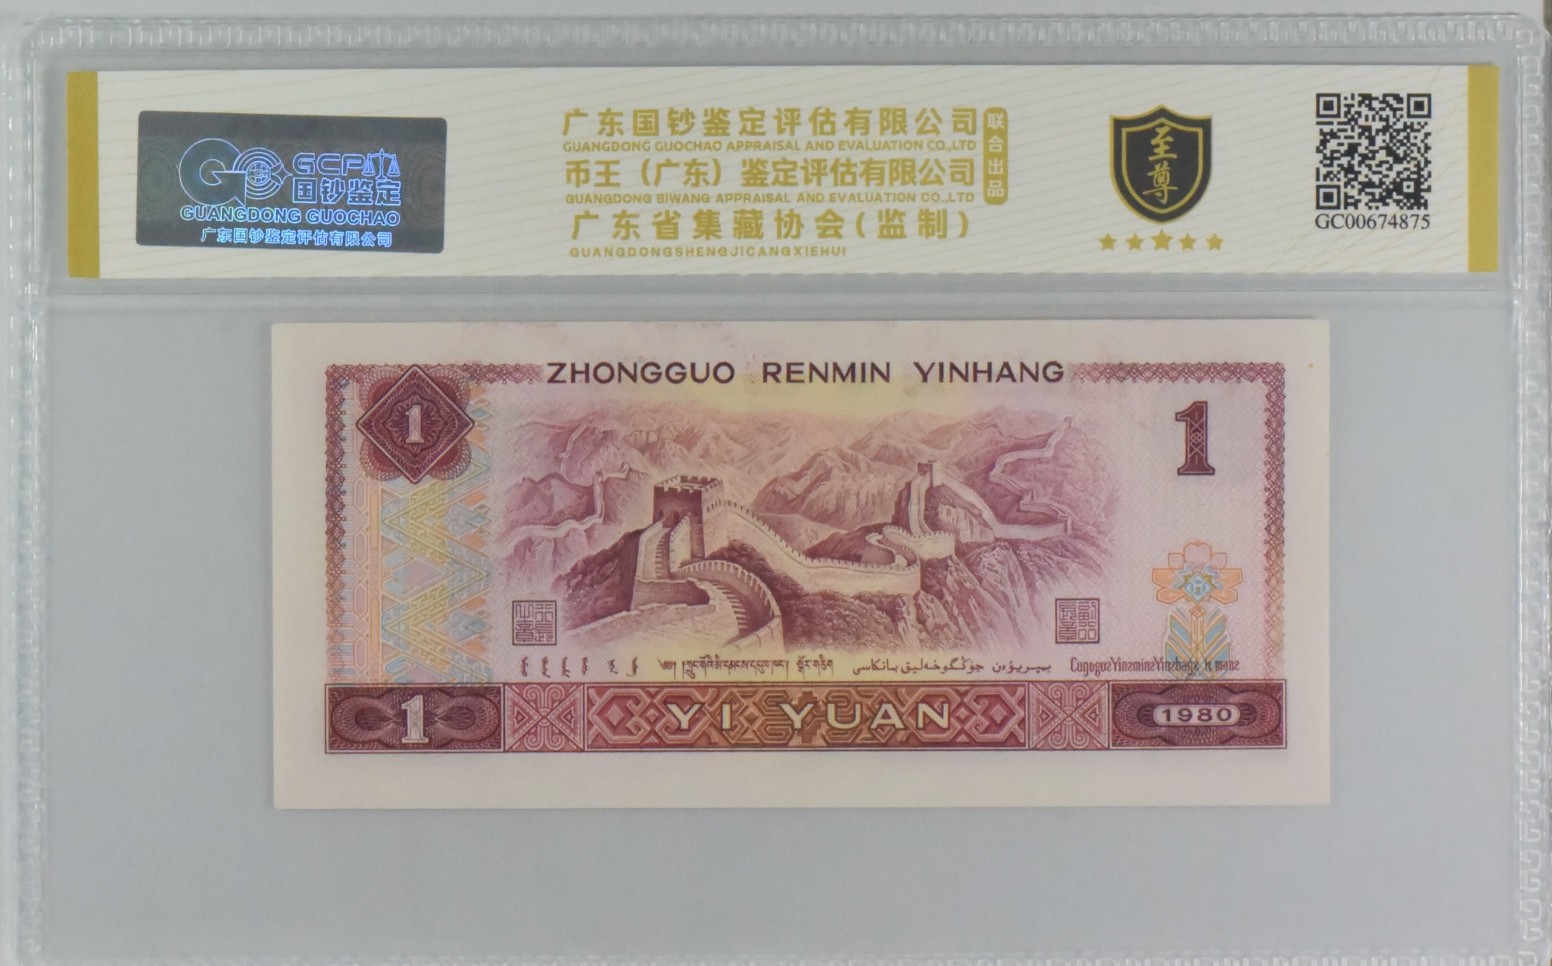 GCP
国钞鉴定
GUANGDONG GUOCHAO
广东国钞鉴定评估有限公司
广东国钞鉴定评估有限公司
GUANGDONG GUOCHAO APPRAISAL AND EVALUATION CO.,LTD
币王（广东）鉴定评估有限公司
GUANGDONG BIWANG APPRAISAL AND EVALUATION CO.,LTD
广东省集藏协会(监制)
GUANGDONGSHENGJICANGXIEHUI
联合出品
至尊
GC00674875
ZHONGGUO RENMIN YINHANG
1
1
1
YI YUAN
1980